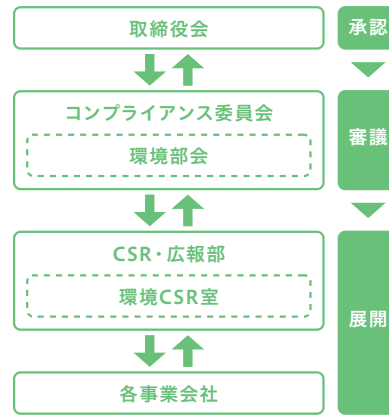 取締役会
承認
コンプライアンス委員会
環境部会
審議
CSR・広報部
環境CSR室
展開
各事業会社